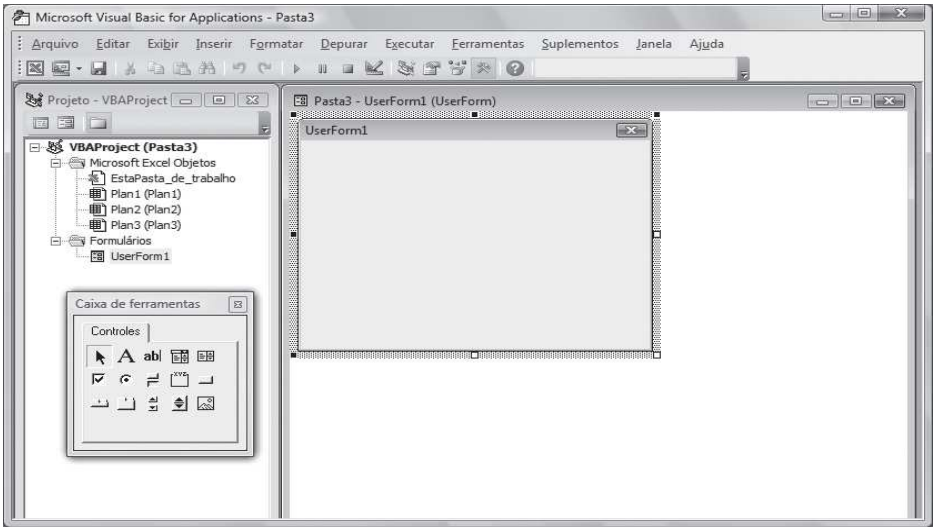 Microsoft Visual Basic for Applications - Pasta3
Arquivo Editar Exibir Inserir Formatar Depurar Executar Ferramentas Suplementos Janela Ajuda
Projeto - VBAProject
VBAProject (Pasta3)
Microsoft Excel Objetos
EstaPasta_de_trabalho
Plan1 (Plan1)
Plan2 (Plan2)
Plan3 (Plan3)
Formulários
UserForm1
Caixa de ferramentas
Controles
A ab|
XYZ
Pasta3 - UserForm1 (UserForm)
UserForm1